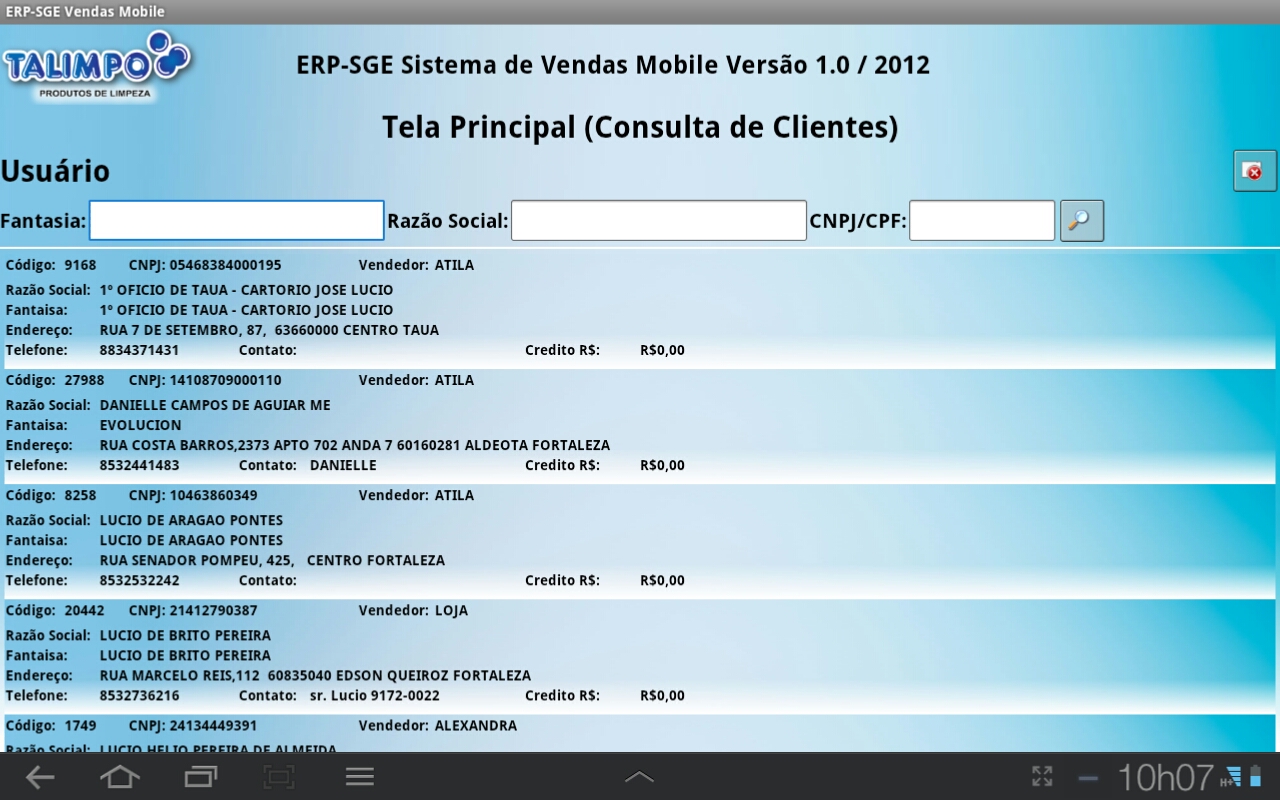 ERP-SGE Vendas Mobile
TALIMPO
PRODUTOS DE LIMPEZA
ERP-SGE Sistema de Vendas Mobile Versão 1.0 / 2012
Tela Principal (Consulta de Clientes)
Usuário
Fantasia: Razão Social: CNPJ/CPF:
Código: 9168 CNPJ: 05468384000195 Vendedor: ATILA
Razão Social: 1º OFICIO DE TAUA - CARTORIO JOSE LUCIO
Fantaisa: 1º OFICIO DE TAUA - CARTORIO JOSE LUCIO
Endereço: RUA 7 DE SETEMBRO, 87, 63660000 CENTRO TAUA
Telefone: 8834371431 Contato: Credito R$: R$0,00
Código: 27988 CNPJ: 14108709000110 Vendedor: ATILA
Razão Social: DANIELLE CAMPOS DE AGUIAR ME
Fantaisa: EVOLUCION
Endereço: RUA COSTA BARROS,2373 APTO 702 ANDA 7 60160281 ALDEOTA FORTALEZA
Telefone: 8532441483 Contato: DANIELLE Credito R$: R$0,00
Código: 8258 CNPJ: 10463860349 Vendedor: ATILA
Razão Social: LUCIO DE ARAGAO PONTES
Fantaisa: LUCIO DE ARAGAO PONTES
Endereço: RUA SENADOR POMPEU, 425, CENTRO FORTALEZA
Telefone: 8532532242 Contato: Credito R$: R$0,00
Código: 20442 CNPJ: 21412790387 Vendedor: LOJA
Razão Social: LUCIO DE BRITO PEREIRA
Fantaisa: LUCIO DE BRITO PEREIRA
Endereço: RUA MARCELO REIS,112 60835040 EDSON QUEIROZ FORTALEZA
Telefone: 8532736216 Contato: sr. Lucio 9172-0022 Credito R$: R$0,00
Código: 1749 CNPJ: 24134449391 Vendedor: ALEXANDRA
Razão Social: LUCIO HELIO PEREIRA DE ALMEIDA
10h07 H+